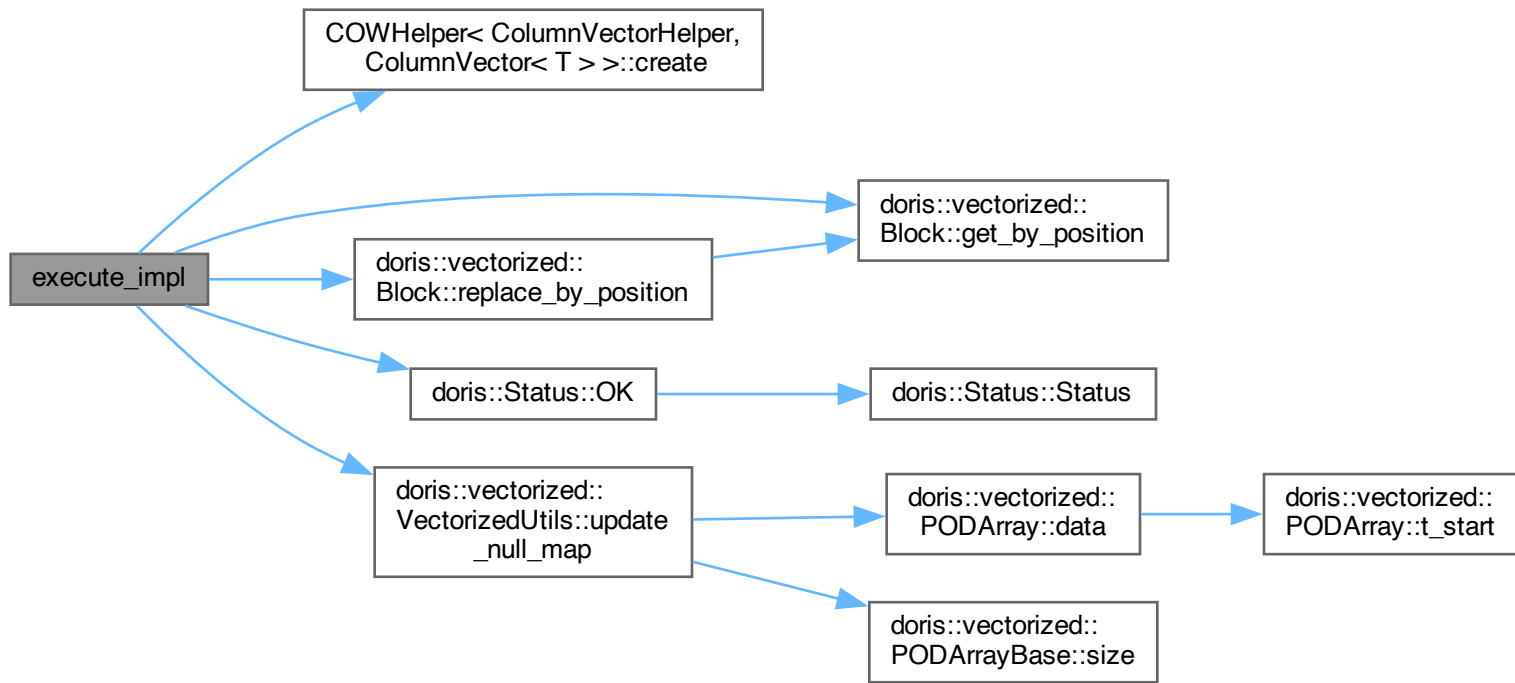 COWHelper< ColumnVectorHelper,
ColumnVector< T > >::create
execute_impl
doris::vectorized::
Block::get_by_position
doris::vectorized::
Block::replace_by_position
doris::Status::OK
doris::Status::Status
doris::vectorized::
VectorizedUtils::update
_null_map
doris::vectorized::
PODArray::data
doris::vectorized::
PODArray::t_start
doris::vectorized::
PODArrayBase::size